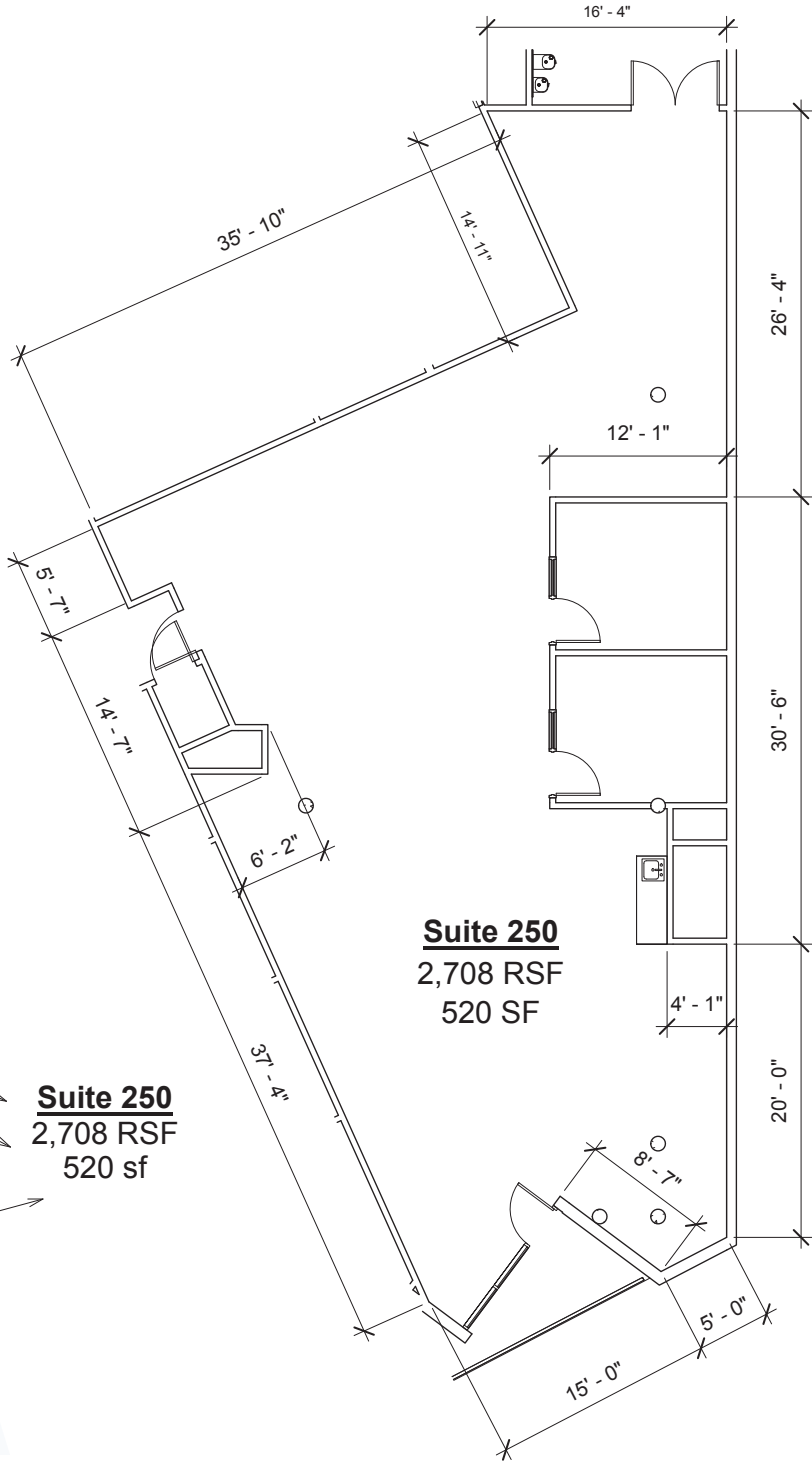 16' - 4"
35' - 10"
14' - 11"
26' - 4"
12' - 1"
5' - 7"
14' - 7"
30' - 6"
6' - 2"
Suite 250
2,708 RSF
520 SF
4' - 1"
37' - 4"
20' - 0"
Suite 250
2,708 RSF
520 sf
8' - 7"
5' - 0"
15' - 0"